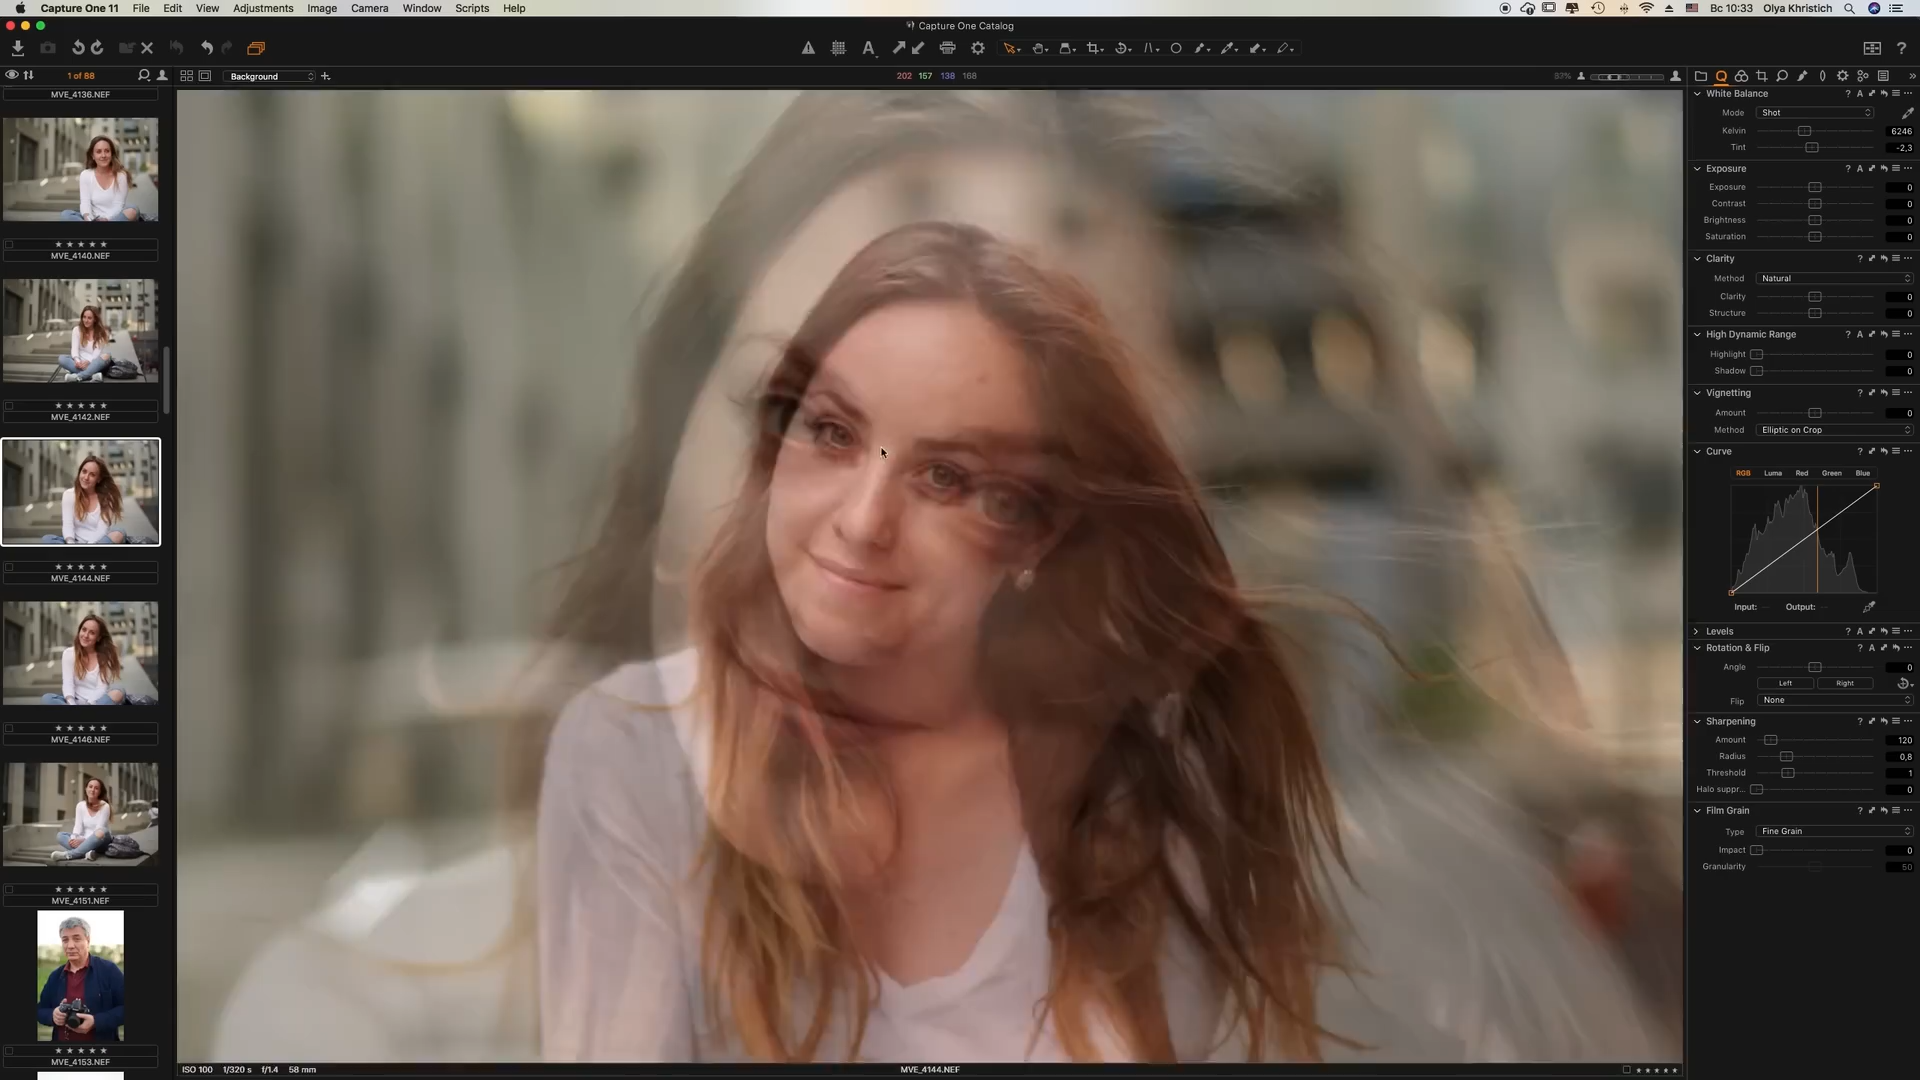 Capture One 11 File Edit View Adjustments Image Camera Window Scripts Help Вс 10:33 Olya Khristich
Capture One Catalog
1 of 88 Background 202 157 138 168 93%
MVE_4136.NEF
MVE_4140.NEF
MVE_4142.NEF
MVE_4144.NEF
MVE_4146.NEF
MVE_4151.NEF
MVE_4153.NEF
ISO 100 1/320 s f/1.4 58 mm MVE_4144.NEF
White Balance
Mode Shot
Kelvin 6246
Tint -2,3
Exposure
Exposure 0
Contrast 0
Brightness 0
Saturation 0
Clarity
Method Natural
Clarity 0
Structure 0
High Dynamic Range
Highlight 0
Shadow 0
Vignetting
Amount 0
Method Elliptic on Crop
Curve
RGB Luma Red Green Blue
Input: -- Output: --
Levels
Rotation & Flip
Angle 0
Left Right
Flip None
Sharpening
Amount 120
Radius 0,8
Threshold 1
Halo suppr... 0
Film Grain
Type Fine Grain
Impact 0
Granularity 50